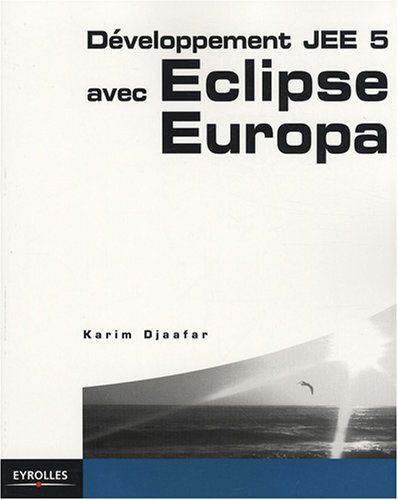 Développement JEE 5
avec Eclipse
Europa
Karim Djaafar
EYROLLES